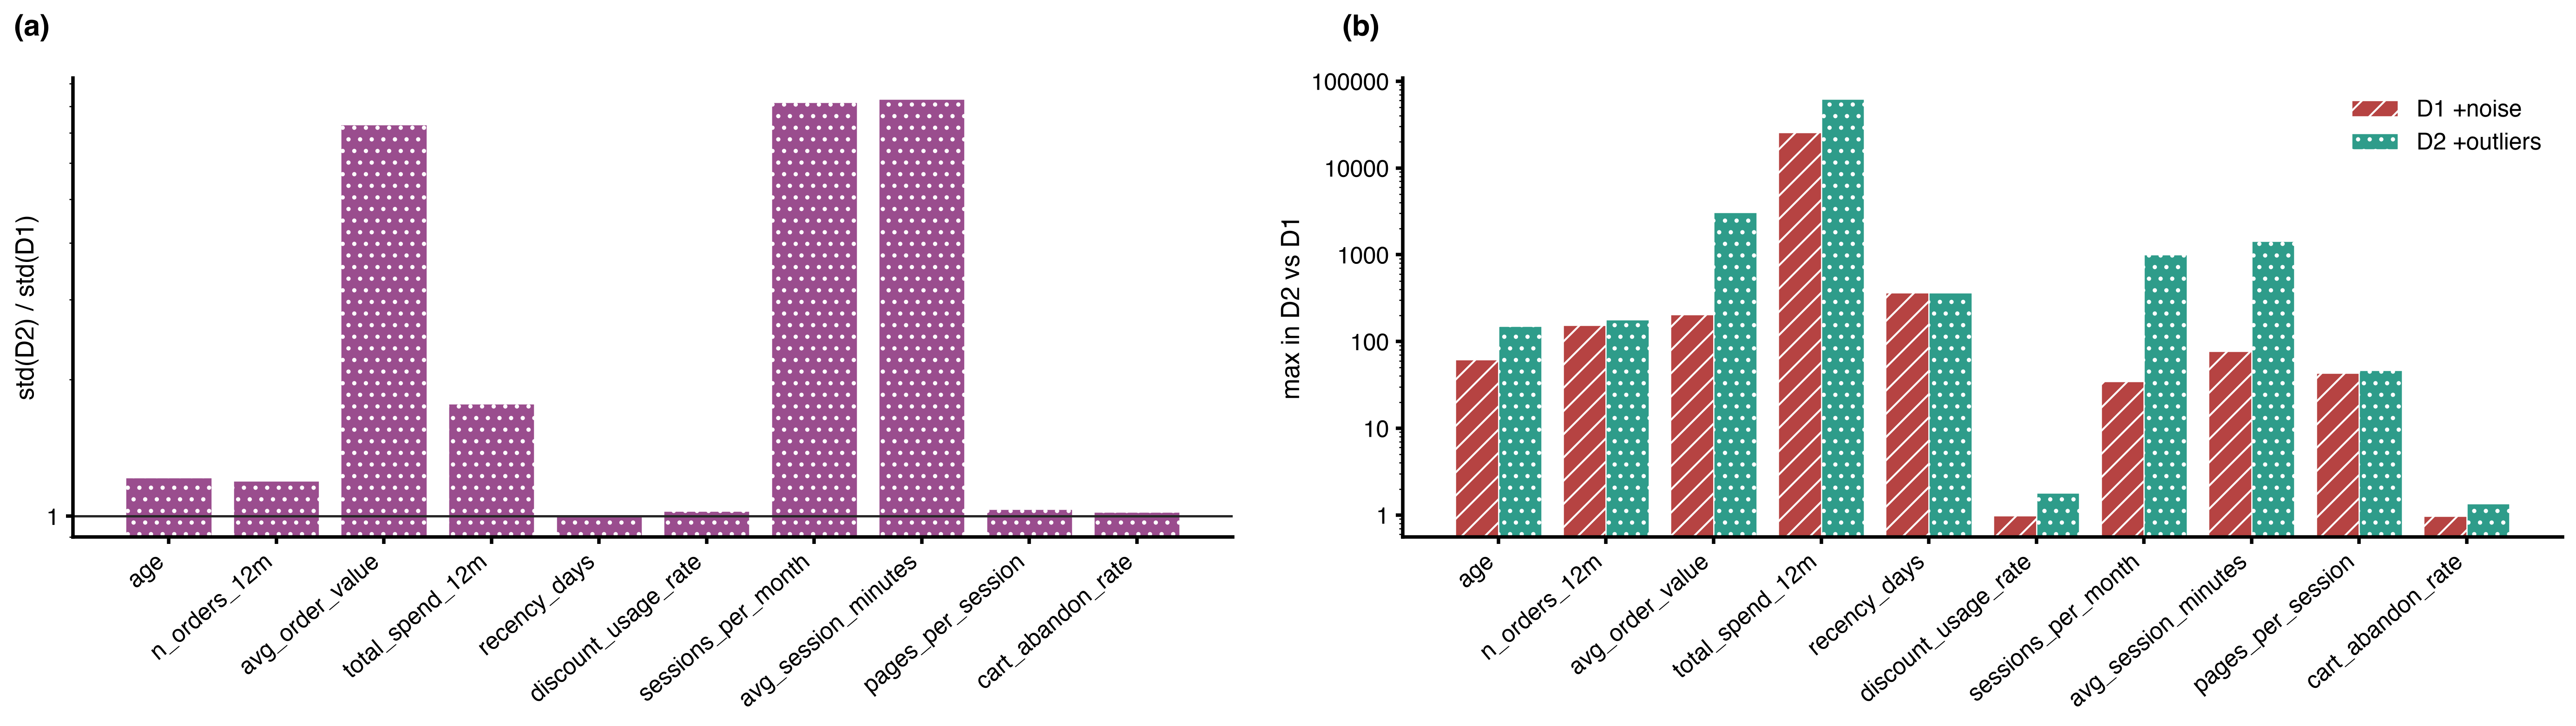 (a)
std(D2) / std(D1)
1
age
n_orders_12m
avg_order_value
total_spend_12m
recency_days
discount_usage_rate
sessions_per_month
avg_session_minutes
pages_per_session
cart_abandon_rate
(b)
max in D2 vs D1
100000
10000
1000
100
10
1
D1 +noise
D2 +outliers
age
n_orders_12m
avg_order_value
total_spend_12m
recency_days
discount_usage_rate
sessions_per_month
avg_session_minutes
pages_per_session
cart_abandon_rate